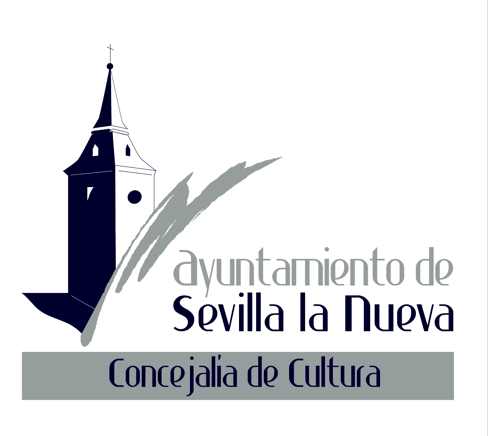 ayuntamiento de
Sevilla la Nueva
Concejalía de Cultura